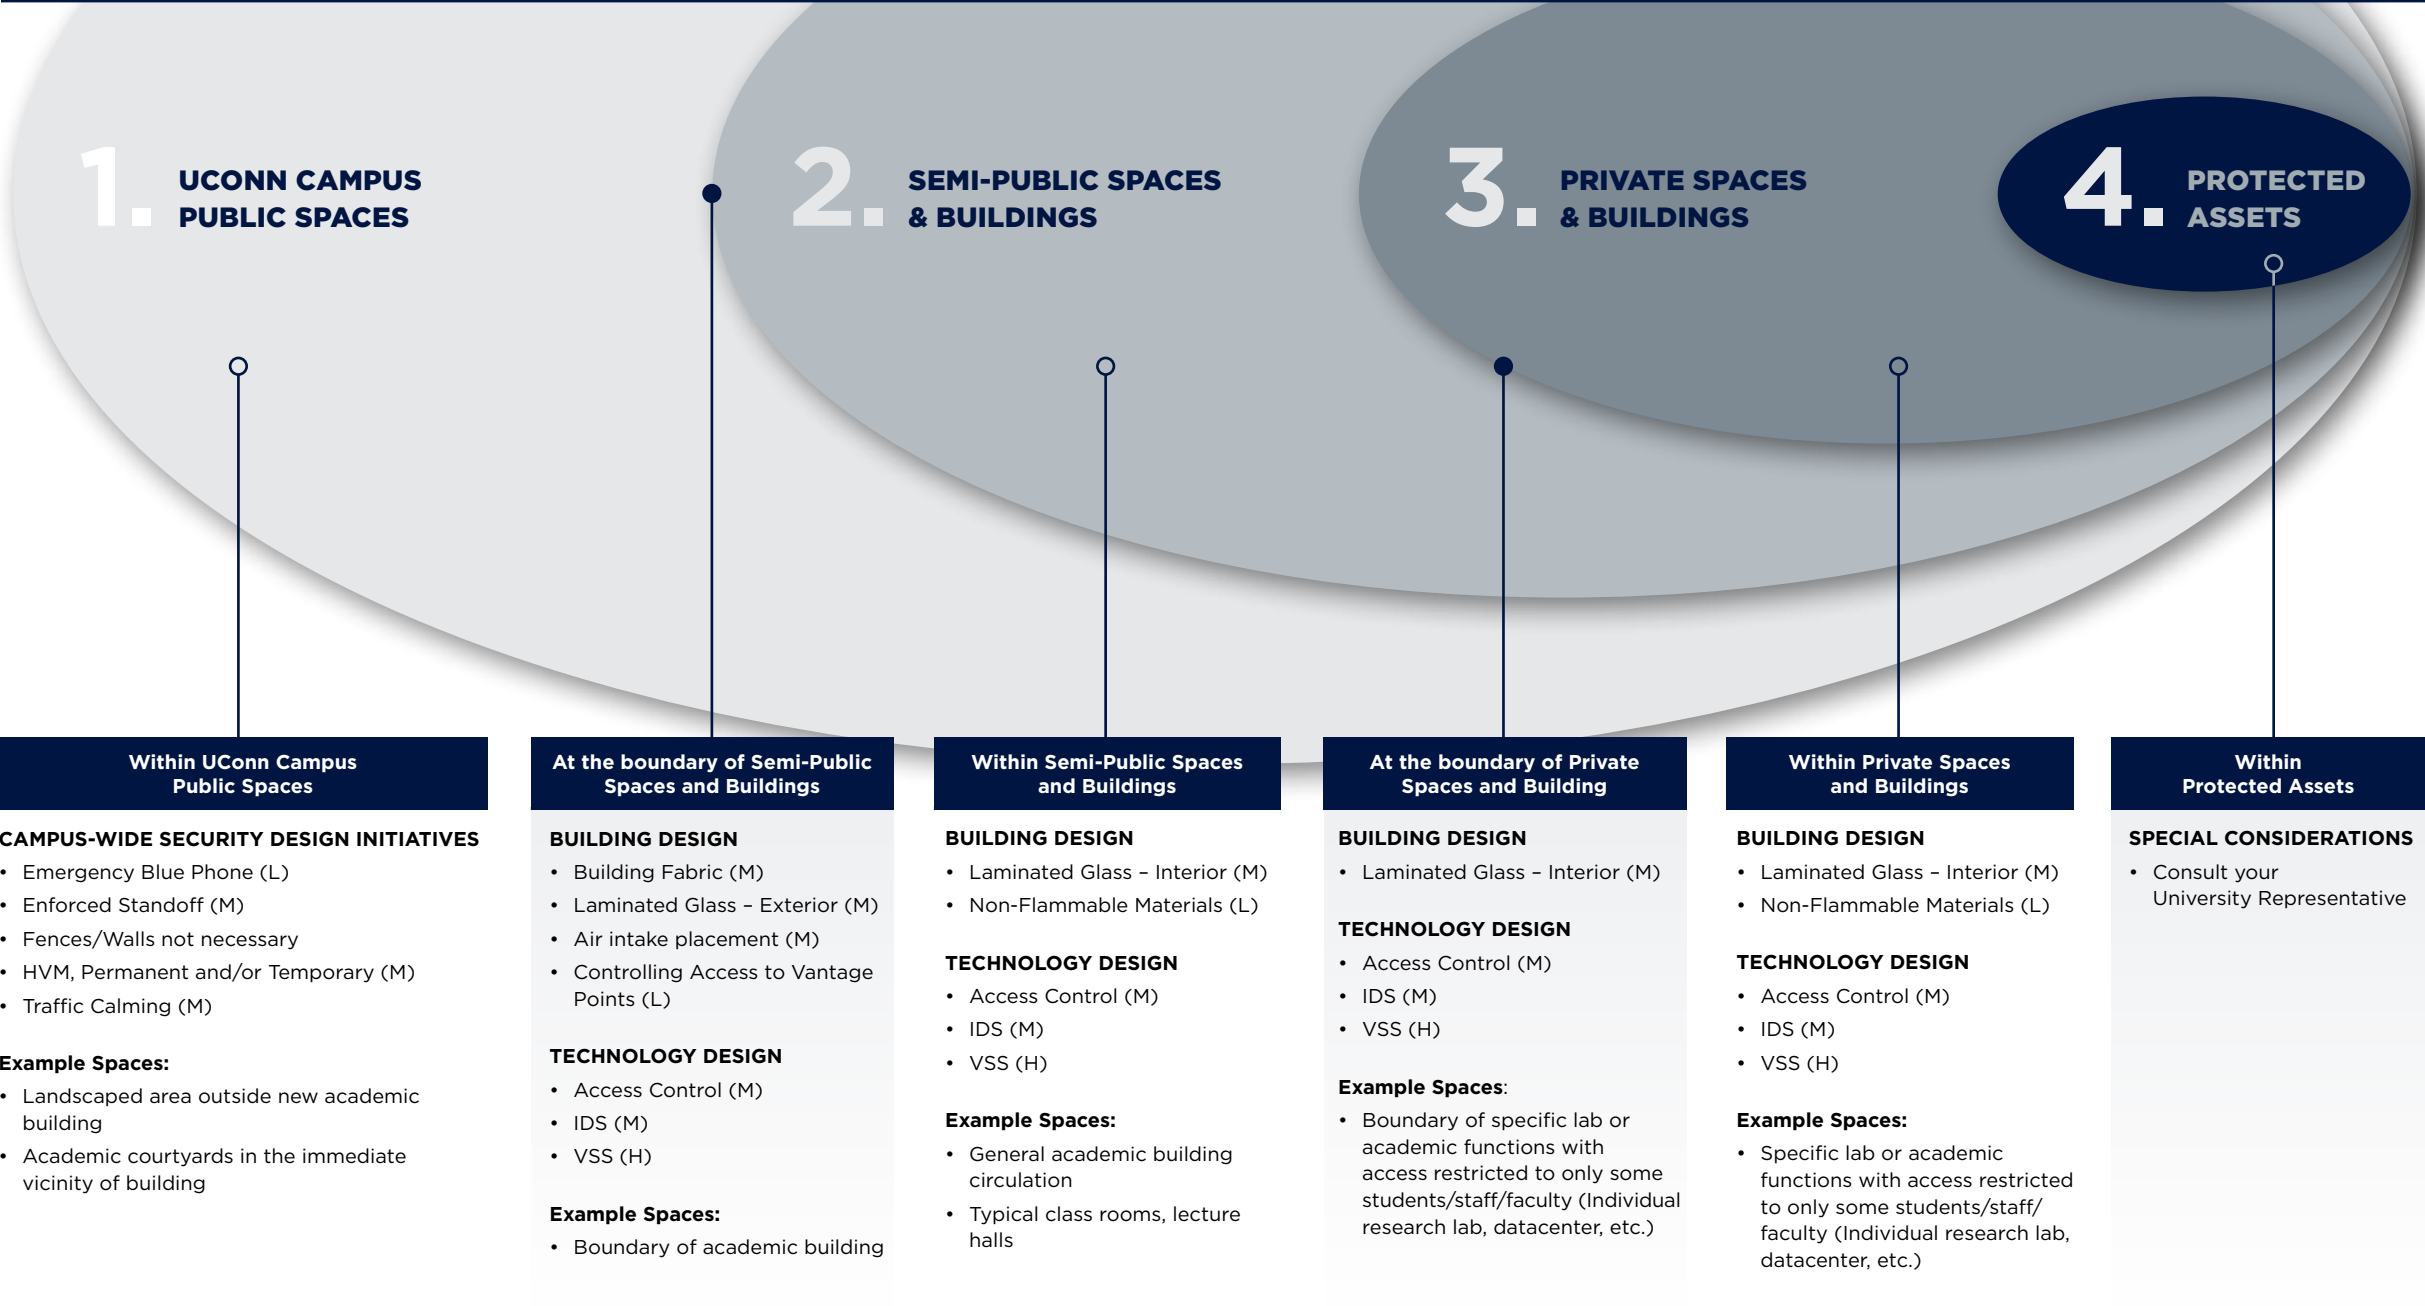 1. UCONN CAMPUS
PUBLIC SPACES
2. SEMI-PUBLIC SPACES
& BUILDINGS
3. PRIVATE SPACES
& BUILDINGS
4. PROTECTED
ASSETS
Within UConn Campus
Public Spaces
CAMPUS-WIDE SECURITY DESIGN INITIATIVES
• Emergency Blue Phone (L)
• Enforced Standoff (M)
• Fences/Walls not necessary
• HVM, Permanent and/or Temporary (M)
• Traffic Calming (M)
Example Spaces:
• Landscaped area outside new academic
building
• Academic courtyards in the immediate
vicinity of building
At the boundary of Semi-Public
Spaces and Buildings
BUILDING DESIGN
• Building Fabric (M)
• Laminated Glass – Exterior (M)
• Air intake placement (M)
• Controlling Access to Vantage
Points (L)
TECHNOLOGY DESIGN
• Access Control (M)
• IDS (M)
• VSS (H)
Example Spaces:
• Boundary of academic building
Within Semi-Public Spaces
and Buildings
BUILDING DESIGN
• Laminated Glass – Interior (M)
• Non-Flammable Materials (L)
TECHNOLOGY DESIGN
• Access Control (M)
• IDS (M)
• VSS (H)
Example Spaces:
• General academic building
circulation
• Typical class rooms, lecture
halls
At the boundary of Private
Spaces and Building
BUILDING DESIGN
• Laminated Glass – Interior (M)
TECHNOLOGY DESIGN
• Access Control (M)
• IDS (M)
• VSS (H)
Example Spaces:
• Boundary of specific lab or
academic functions with
access restricted to only some
students/staff/faculty (Individual
research lab, datacenter, etc.)
Within Private Spaces
and Buildings
BUILDING DESIGN
• Laminated Glass – Interior (M)
• Non-Flammable Materials (L)
TECHNOLOGY DESIGN
• Access Control (M)
• IDS (M)
• VSS (H)
Example Spaces:
• Specific lab or academic
functions with access restricted
to only some students/staff/
faculty (Individual research lab,
datacenter, etc.)
Within
Protected Assets
SPECIAL CONSIDERATIONS
• Consult your
University Representative